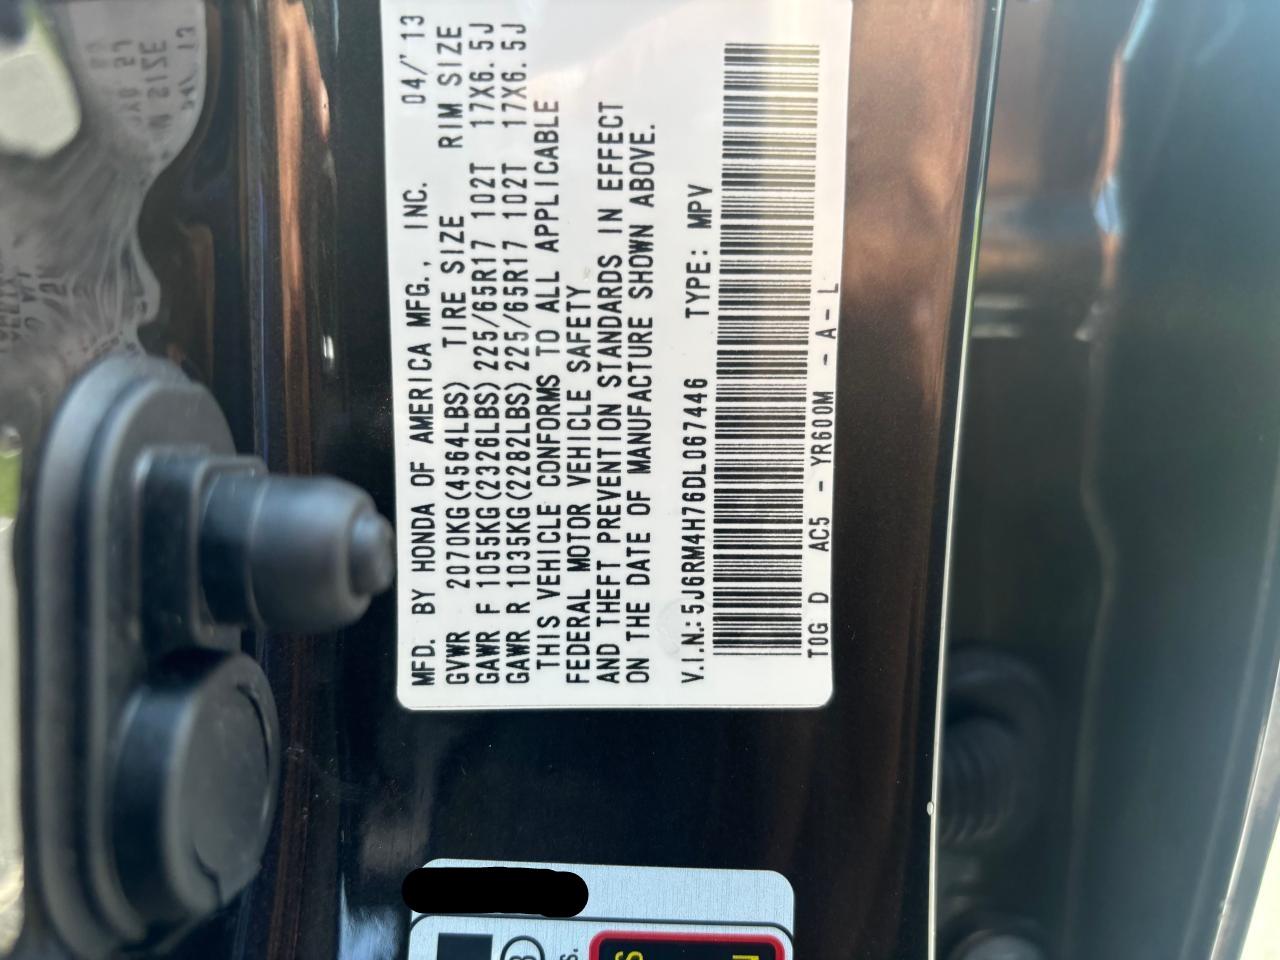 MFD. BY HONDA OF AMERICA MFG., INC. 04/'13
GVWR 2070KG(4564LBS) TIRE SIZE RIM SIZE
GAWR F 1055KG(2326LBS) 225/65R17 102T 17X6.5J
GAWR R 1035KG(2282LBS) 225/65R17 102T 17X6.5J
THIS VEHICLE CONFORMS TO ALL APPLICABLE
FEDERAL MOTOR VEHICLE SAFETY
AND THEFT PREVENTION STANDARDS IN EFFECT
ON THE DATE OF MANUFACTURE SHOWN ABOVE.
V.I.N.: 5J6RM4H76DL067446 TYPE: MPV
T0G D AC5 - YR600M - A - L